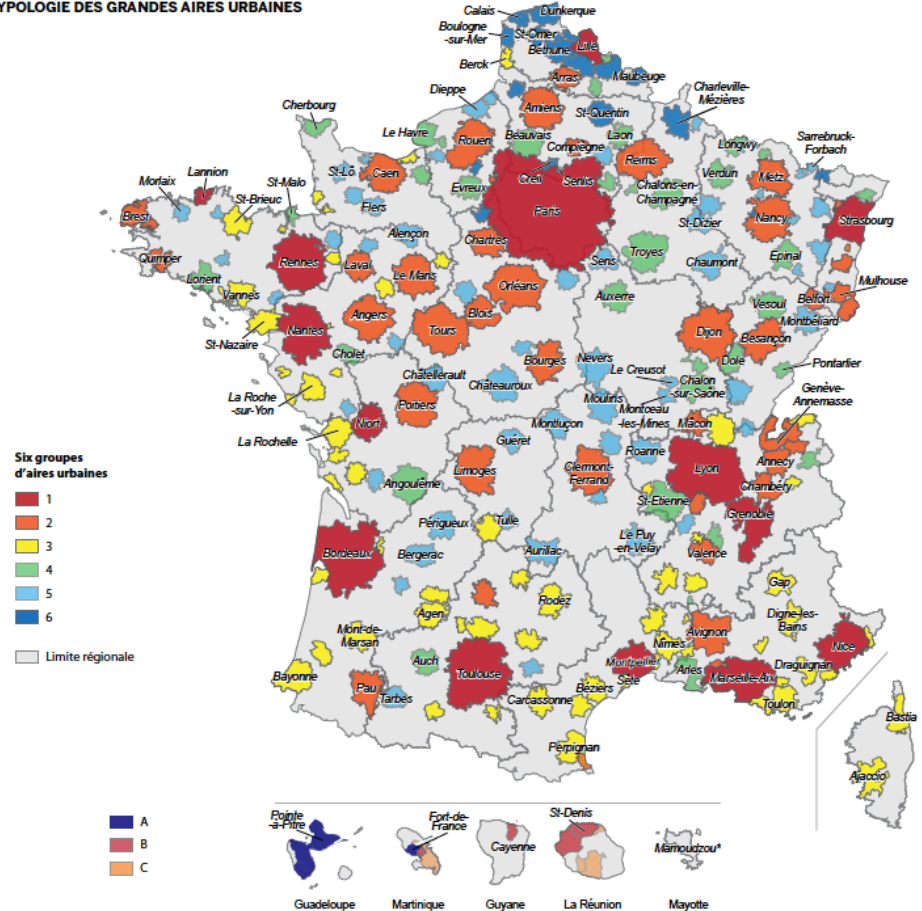 YPOLOGIE DES GRANDES AIRES URBAINES
Calais
Dunkerque
Boulogne
-sur-Mer
St-Omer
Béthune
Lille
Berck
Arras
Maubeuge
Dieppe
Charleville-
Mézières
Cherbourg
Amiens
St-Quentin
Le Havre
Rouen
Beauvais
Laon
Compiègne
Longwy
Sarrebruck-
Forbach
Lannion
Morlaix
St-Malo
St-Brieuc
St-Lô
Caen
Evreux
Creil
Senlis
Reims
Verdun
Metz
Chalons-en-
Champagne
Flers
Paris
St-Dizier
Nancy
Strasbourg
Brest
Alençon
Quimper
Rennes
Laval
Le Mans
Chartres
Sens
Troyes
Chaumont
Epinal
Lorient
Vannes
Orléans
Auxerre
Mulhouse
Vesoul
Belfort
Montbéliard
St-Nazaire
Nantes
Angers
Tours
Blois
Dijon
Besançon
Cholet
Bourges
Nevers
Dole
Pontarlier
Châtellerault
Châteauroux
Le Creusot
Chalon
-sur-Saône
Genève-
Annemasse
La Roche
-sur-Yon
Poitiers
Moulins
Montceau
-les-Mines
Mâcon
La Rochelle
Niort
Montluçon
Guéret
Roanne
Six groupes
d'aires urbaines
1
2
3
4
5
6
Limite régionale
Limoges
Clermont-
Ferrand
Lyon
Annecy
Chambéry
Angoulême
St-Etienne
Grenoble
Périgueux
Tulle
Bordeaux
Bergerac
Aurillac
Le Puy
-en-Velay
Valence
Agen
Rodez
Gap
Digne-les-
Bains
Mont-de-
Marsan
Avignon
Nîmes
Nice
Bayonne
Auch
Toulouse
Montpellier
Sète
Arles
Marseille-Aix
Draguignan
Pau
Tarbes
Carcassonne
Béziers
Toulon
Bastia
Perpignan
Ajaccio
A
B
C
Pointe
-à-Pitre
Fort-de-
France
Cayenne
St-Denis
Mamoudzou*
Guadeloupe
Martinique
Guyane
La Réunion
Mayotte